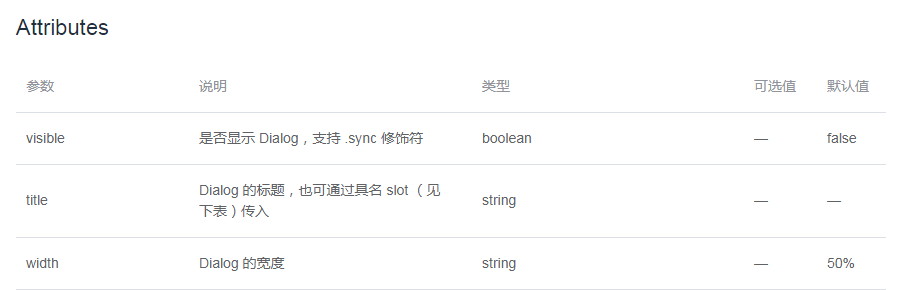 Attributes
参数 说明 类型 可选值 默认值
visible 是否显示 Dialog，支持 .sync 修饰符 boolean — false
title Dialog 的标题，也可通过具名 slot （见 string — —
下表）传入
width Dialog 的宽度 string — 50%